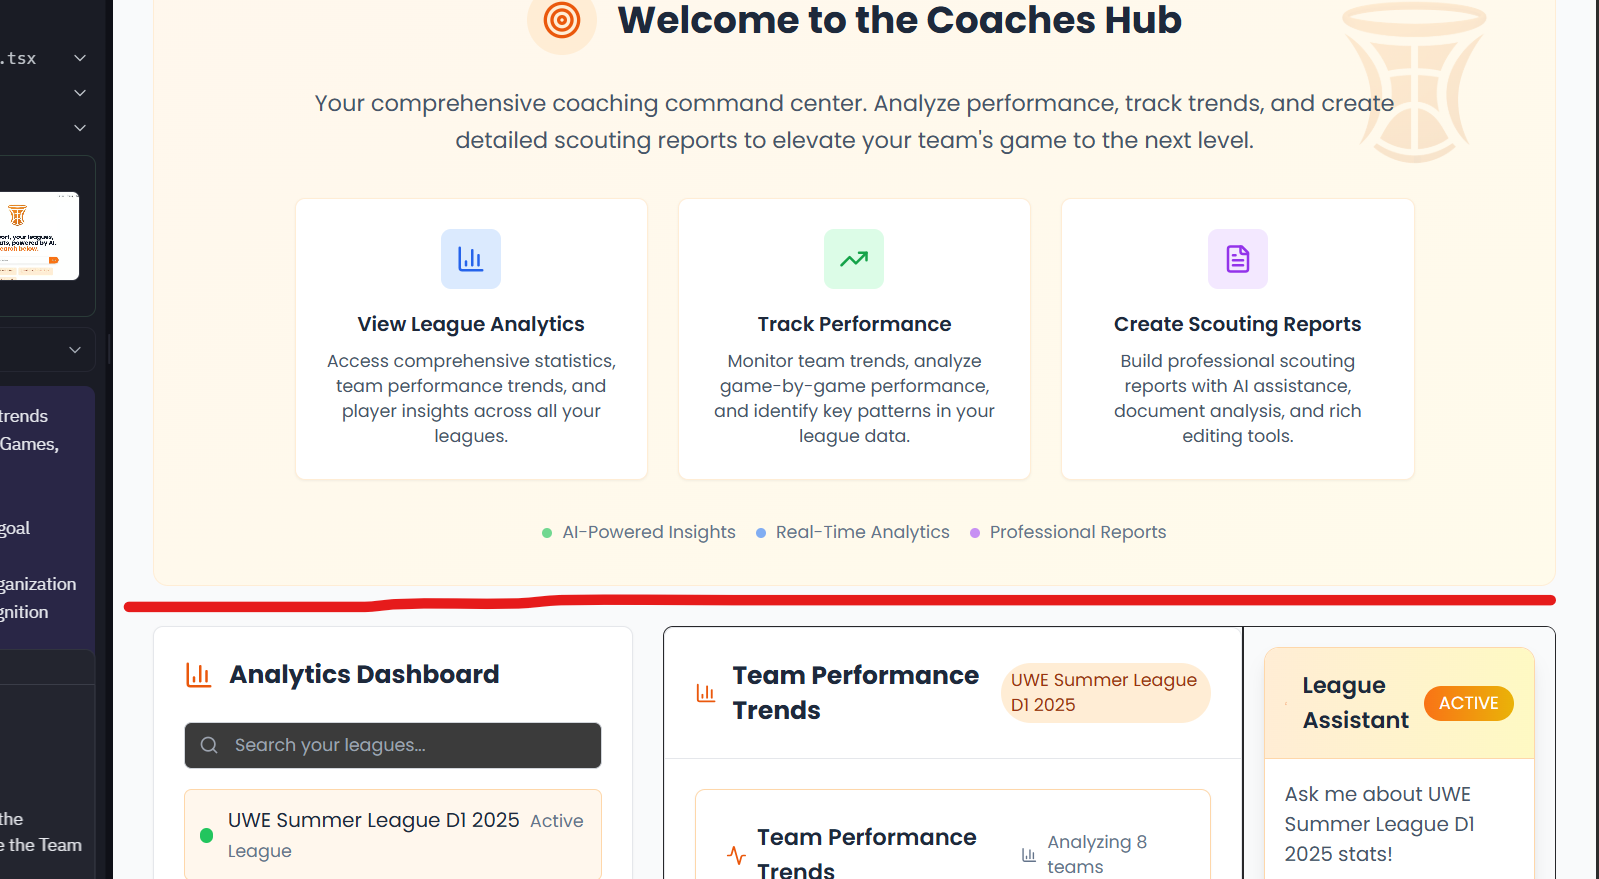 .tsx
Welcome to the Coaches Hub
Your comprehensive coaching command center. Analyze performance, track trends, and create
detailed scouting reports to elevate your team's game to the next level.
View League Analytics
Access comprehensive statistics,
team performance trends, and
player insights across all your
leagues.
Track Performance
Monitor team trends, analyze
game-by-game performance,
and identify key patterns in your
league data.
Create Scouting Reports
Build professional scouting
reports with AI assistance,
document analysis, and rich
editing tools.
AI-Powered Insights
Real-Time Analytics
Professional Reports
trends
Games,
goal
the
e the Team
Analytics Dashboard
Search your leagues...
UWE Summer League D1 2025 Active
League
Team Performance
Trends
UWE Summer League
D1 2025
Team Performance
Trends
Analyzing 8
teams
League
Assistant
ACTIVE
Ask me about UWE
Summer League D1
2025 stats!